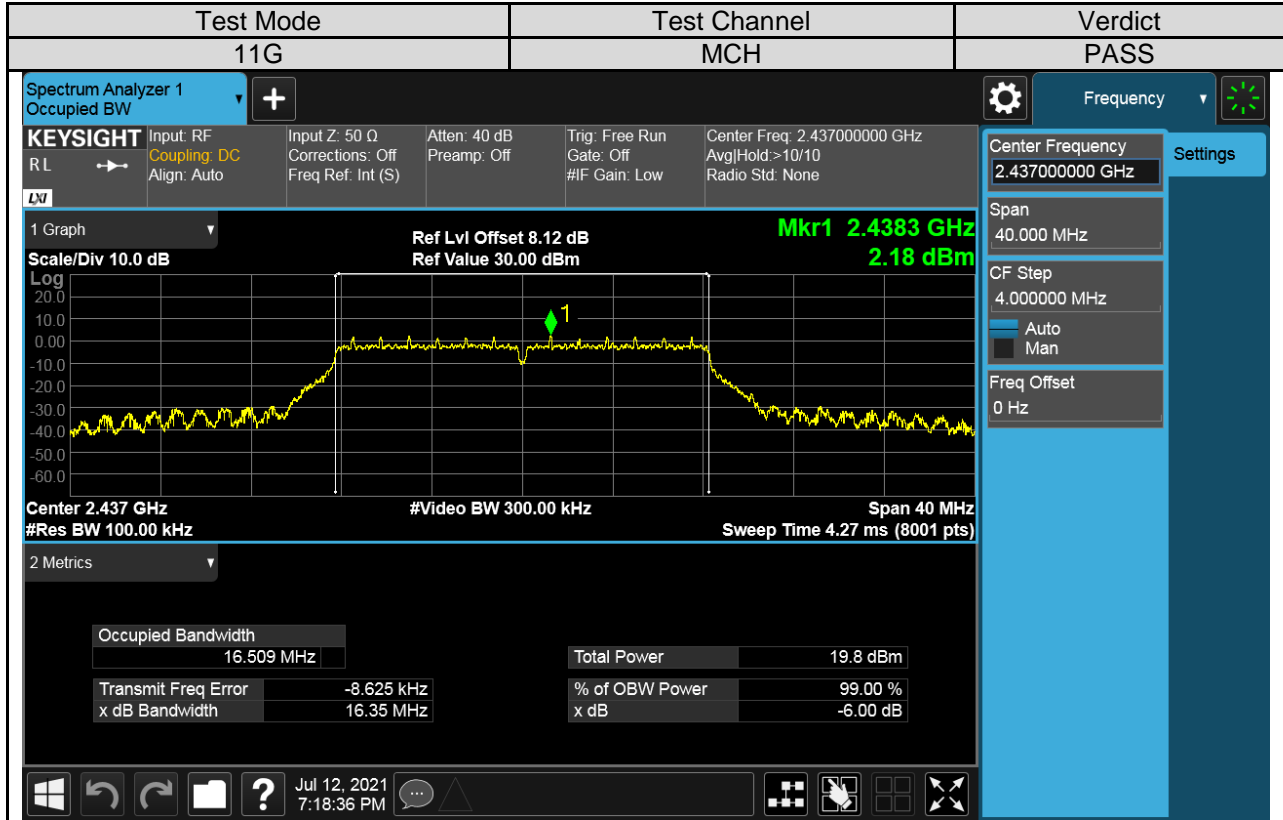 Test Mode Test Channel Verdict
11G MCH PASS
Spectrum Analyzer 1
Occupied BW
Frequency
KEYSIGHT
R L
LXI
Input: RF
Coupling: DC
Align: Auto
Input Z: 50 Ω
Corrections: Off
Freq Ref: Int (S)
Atten: 40 dB
Preamp: Off
Trig: Free Run
Gate: Off
#IF Gain: Low
Center Freq: 2.437000000 GHz
Avg|Hold:>10/10
Radio Std: None
Center Frequency
2.437000000 GHz
Settings
Span
40.000 MHz
CF Step
4.000000 MHz
Auto
Man
Freq Offset
0 Hz
1 Graph
Scale/Div 10.0 dB
Ref Lvl Offset 8.12 dB
Ref Value 30.00 dBm
Mkr1 2.4383 GHz
2.18 dBm
Log
20.0
10.0
0.00
-10.0
-20.0
-30.0
-40.0
-50.0
-60.0
1
Center 2.437 GHz
#Res BW 100.00 kHz
#Video BW 300.00 kHz
Span 40 MHz
Sweep Time 4.27 ms (8001 pts)
2 Metrics
Occupied Bandwidth
16.509 MHz
Total Power 19.8 dBm
Transmit Freq Error -8.625 kHz
% of OBW Power 99.00 %
x dB Bandwidth 16.35 MHz
x dB -6.00 dB
?
Jul 12, 2021
7:18:36 PM